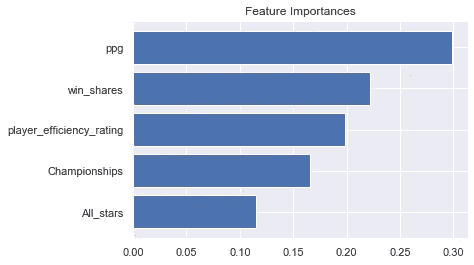 Feature Importances
ppg
win_shares
player_efficiency_rating
Championships
All_stars
0.00 0.05 0.10 0.15 0.20 0.25 0.30